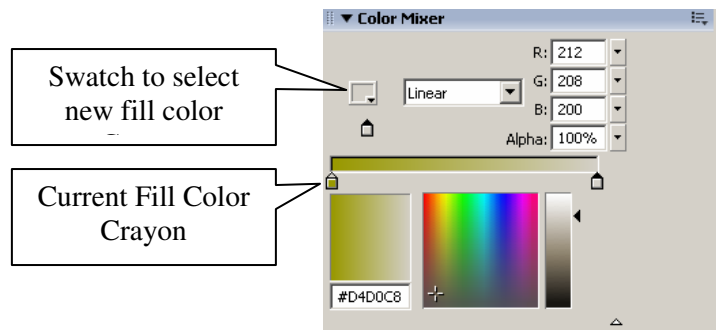 Color Mixer
Swatch to select
new fill color
R: 212
Linear
G: 208
B: 200
Alpha: 100%
Current Fill Color
Crayon
#D4D0C8